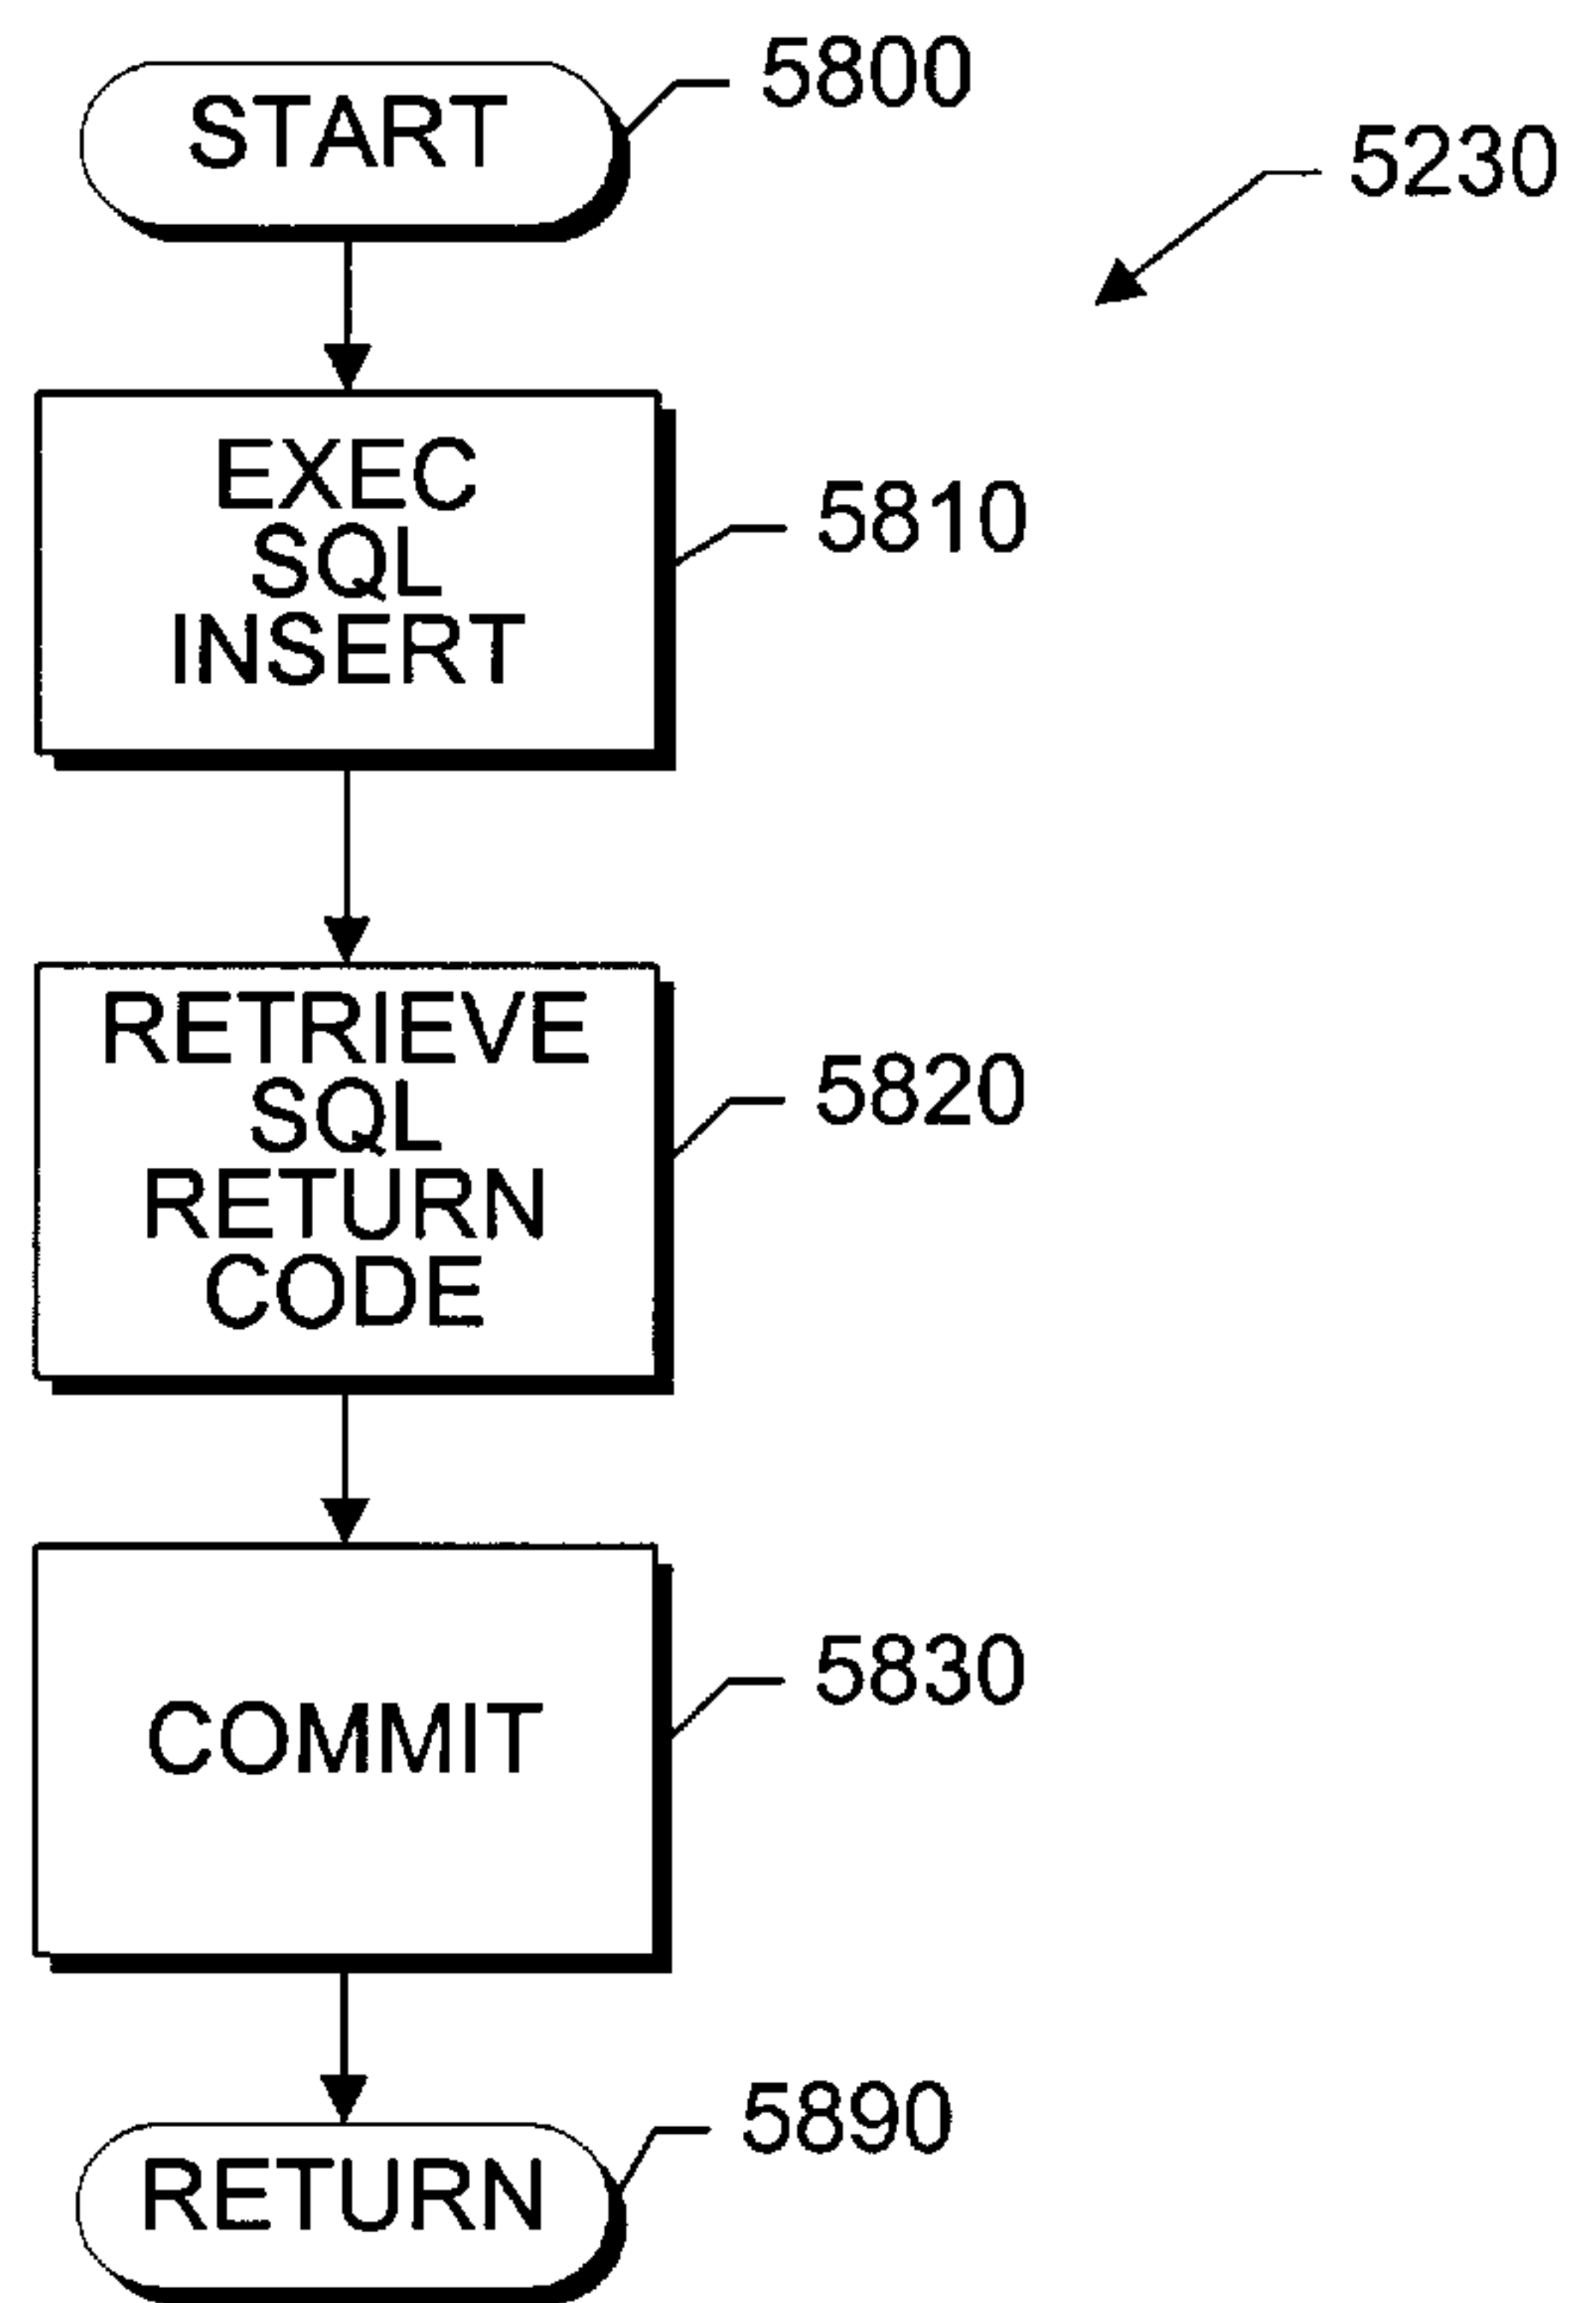 START
5800
5230
EXEC
SQL
INSERT
5810
RETRIEVE
SQL
RETURN
CODE
5820
COMMIT
5830
RETURN
5890